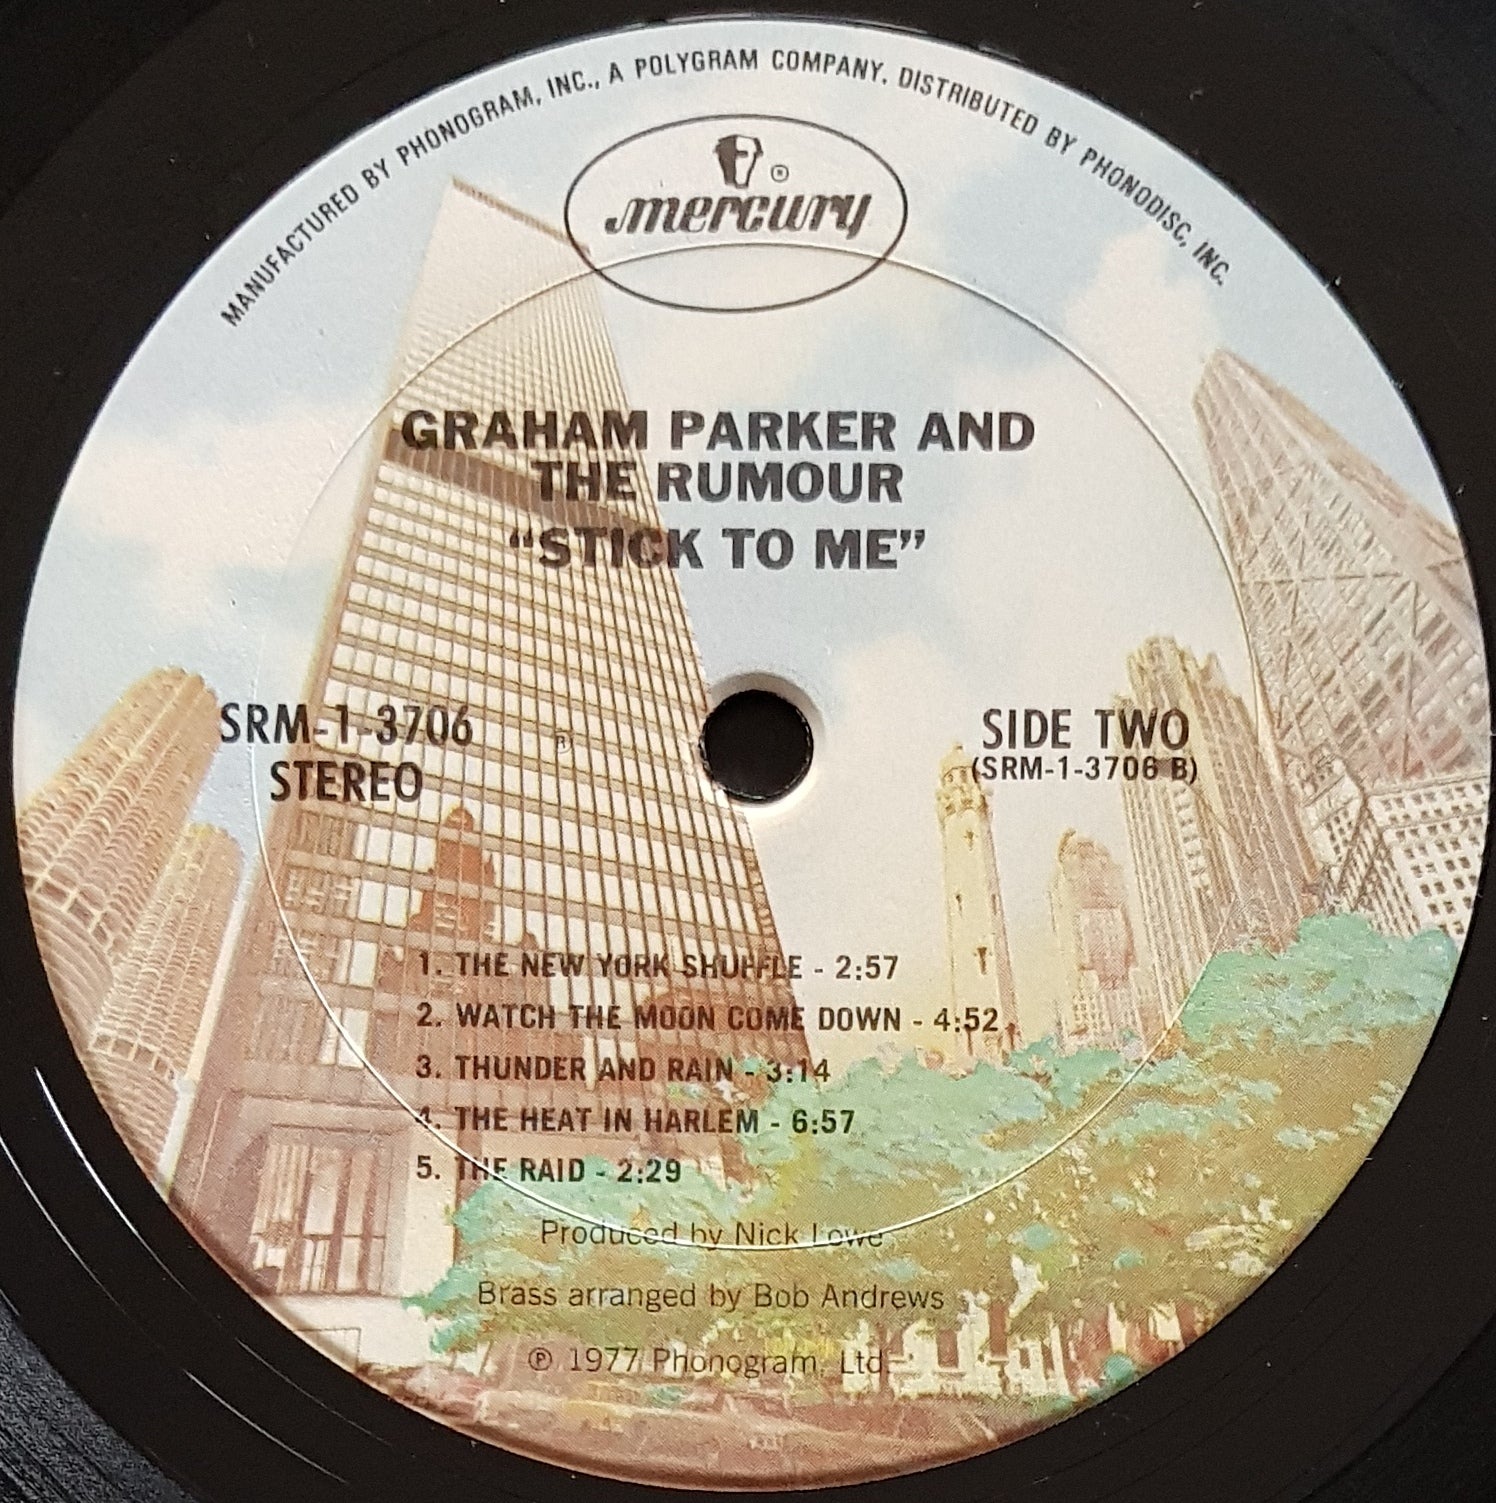 MANUFACTURED BY PHONOGRAM, INC., A POLYGRAM COMPANY. DISTRIBUTED BY PHONODISC, INC.
®
mercury
GRAHAM PARKER AND
THE RUMOUR
“STICK TO ME”
SRM-1-3706
STEREO
®
SIDE TWO
(SRM-1-3706 B)
1. THE NEW YORK SHUFFLE - 2:57
2. WATCH THE MOON COME DOWN - 4:52
3. THUNDER AND RAIN - 3:14
4. THE HEAT IN HARLEM - 6:57
5. THE RAID - 2:29
Produced by Nick Lowe
Brass arranged by Bob Andrews
℗ 1977 Phonogram, Ltd.